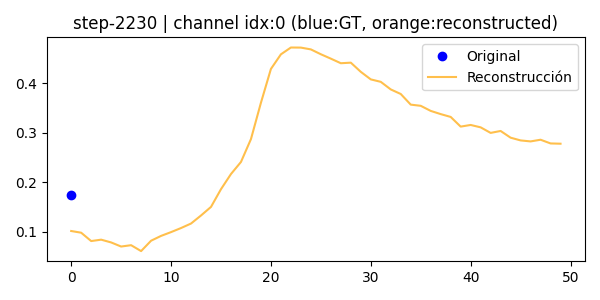 step-2230 | channel idx:0 (blue:GT, orange:reconstructed)
Original
Reconstrucción
0.4
0.3
0.2
0.1
0 10 20 30 40 50